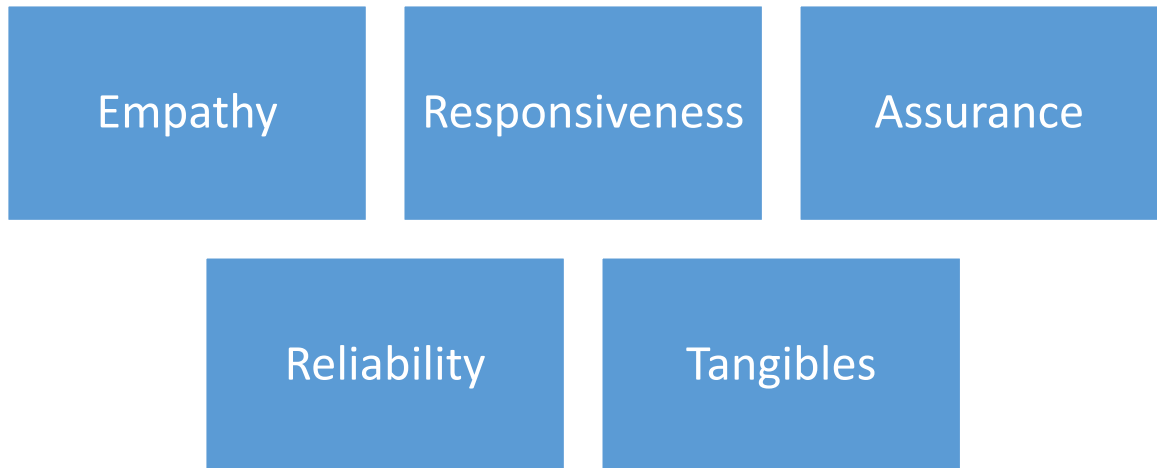 Empathy
Responsiveness
Assurance
Reliability
Tangibles